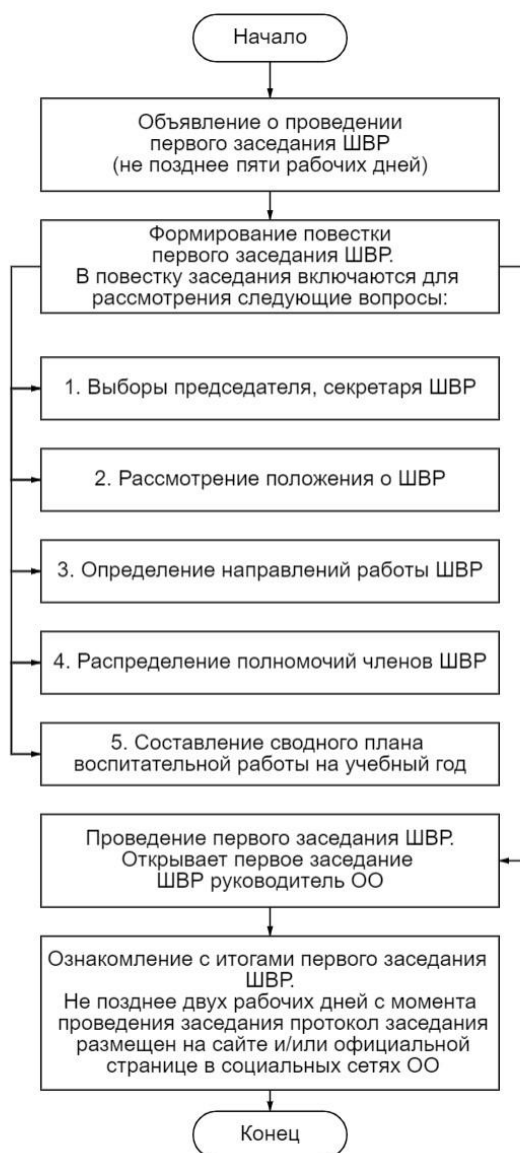 Начало
Объявление о проведении
первого заседания ШВР
(не позднее пяти рабочих дней)
Формирование повестки
первого заседания ШВР.
В повестку заседания включаются для
рассмотрения следующие вопросы:
1. Выборы председателя, секретаря ШВР
2. Рассмотрение положения о ШВР
3. Определение направлений работы ШВР
4. Распределение полномочий членов ШВР
5. Составление сводного плана
воспитательной работы на учебный год
Проведение первого заседания ШВР.
Открывает первое заседание
ШВР руководитель ОО
Ознакомление с итогами первого заседания
ШВР.
Не позднее двух рабочих дней с момента
проведения заседания протокол заседания
размещен на сайте и/или официальной
странице в социальных сетях ОО
Конец